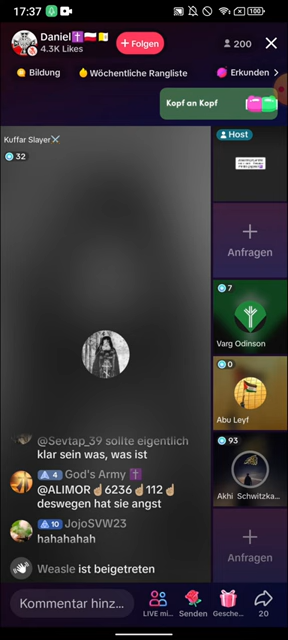 17:37
100
Daniel✝️🇵🇱
4.3K Likes
+ Folgen
200
Bildung
Wöchentliche Rangliste
Erkunden
Kopf an Kopf
Kuffar Slayer⚔️
32
Host
Anfragen
7
Varg Odinson
0
Abu Leyf
93
Akhi Schwitzka...
Anfragen
@Sevtap_39 sollte eigentlich
klar sein was, was ist
4 God's Army ✝️
@ALIMOR☝🏼6236☝🏼112☝🏼
deswegen hat sie angst
10 JojoSVW23
hahahahah
Weasle ist beigetreten
Kommentar hinz...
LIVE mi...
Senden
Gesche...
20